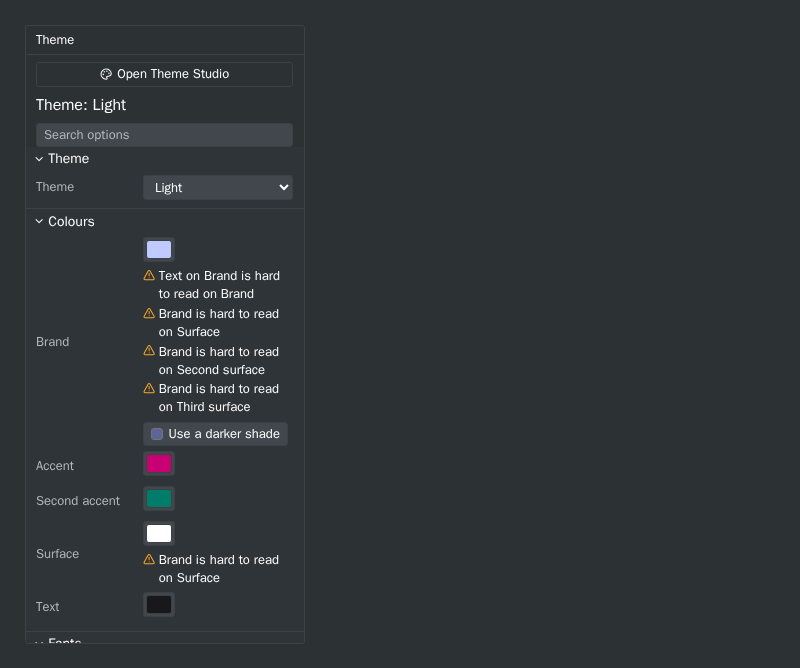 Theme
Open Theme Studio
Theme: Light
Search options
Theme
Theme
Light
Colours
Brand
Text on Brand is hard
to read on Brand
Brand is hard to read
on Surface
Brand is hard to read
on Second surface
Brand is hard to read
on Third surface
Use a darker shade
Accent
Second accent
Surface
Brand is hard to read
on Surface
Text
Fonts